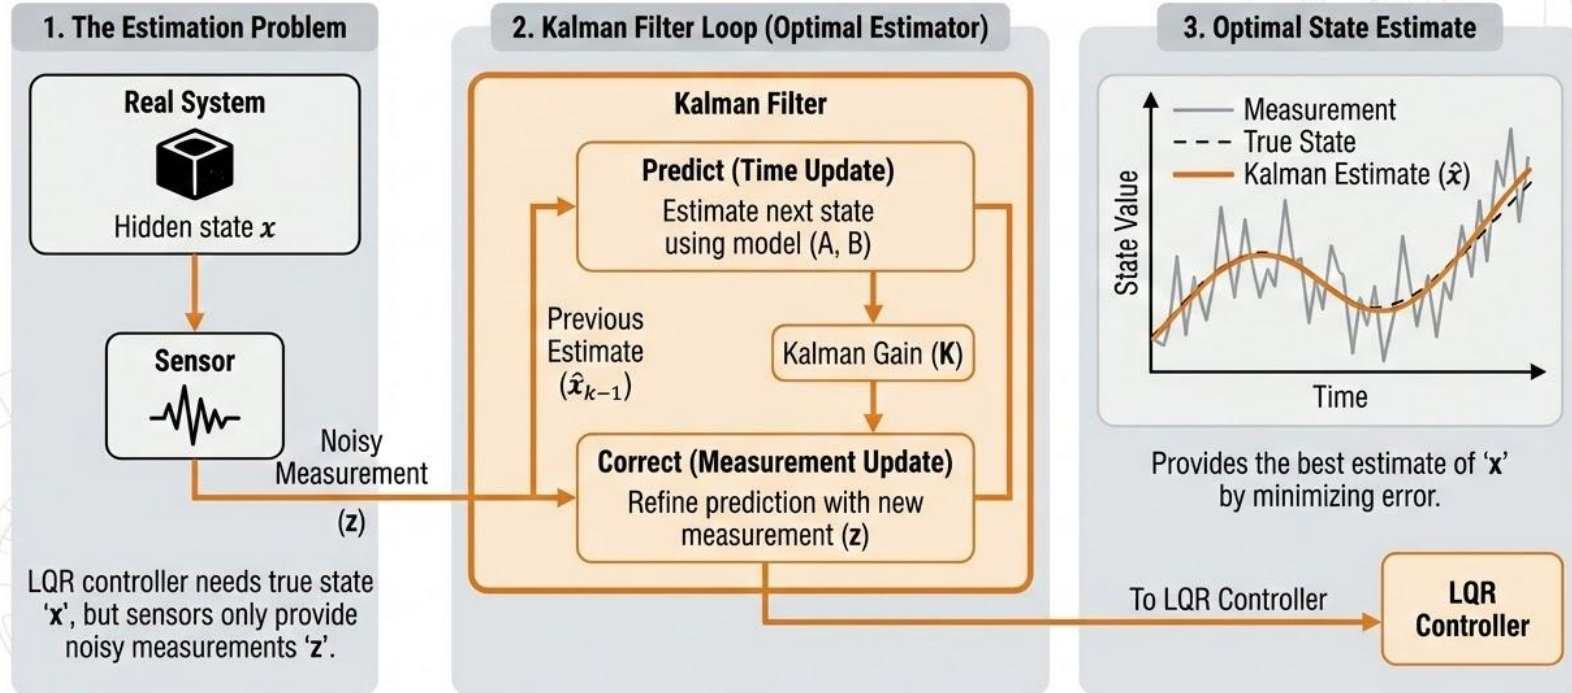 1. The Estimation Problem
Real System
Hidden state x
Sensor
Noisy
Measurement
(z)
LQR controller needs true state
‘x’, but sensors only provide
noisy measurements ‘z’.
2. Kalman Filter Loop (Optimal Estimator)
Kalman Filter
Predict (Time Update)
Estimate next state
using model (A, B)
Previous
Estimate
(x̂ₖ₋₁)
Kalman Gain (K)
Correct (Measurement Update)
Refine prediction with new
measurement (z)
3. Optimal State Estimate
Measurement
True State
Kalman Estimate (x̂)
State Value
Time
Provides the best estimate of ‘x’
by minimizing error.
To LQR Controller
LQR
Controller